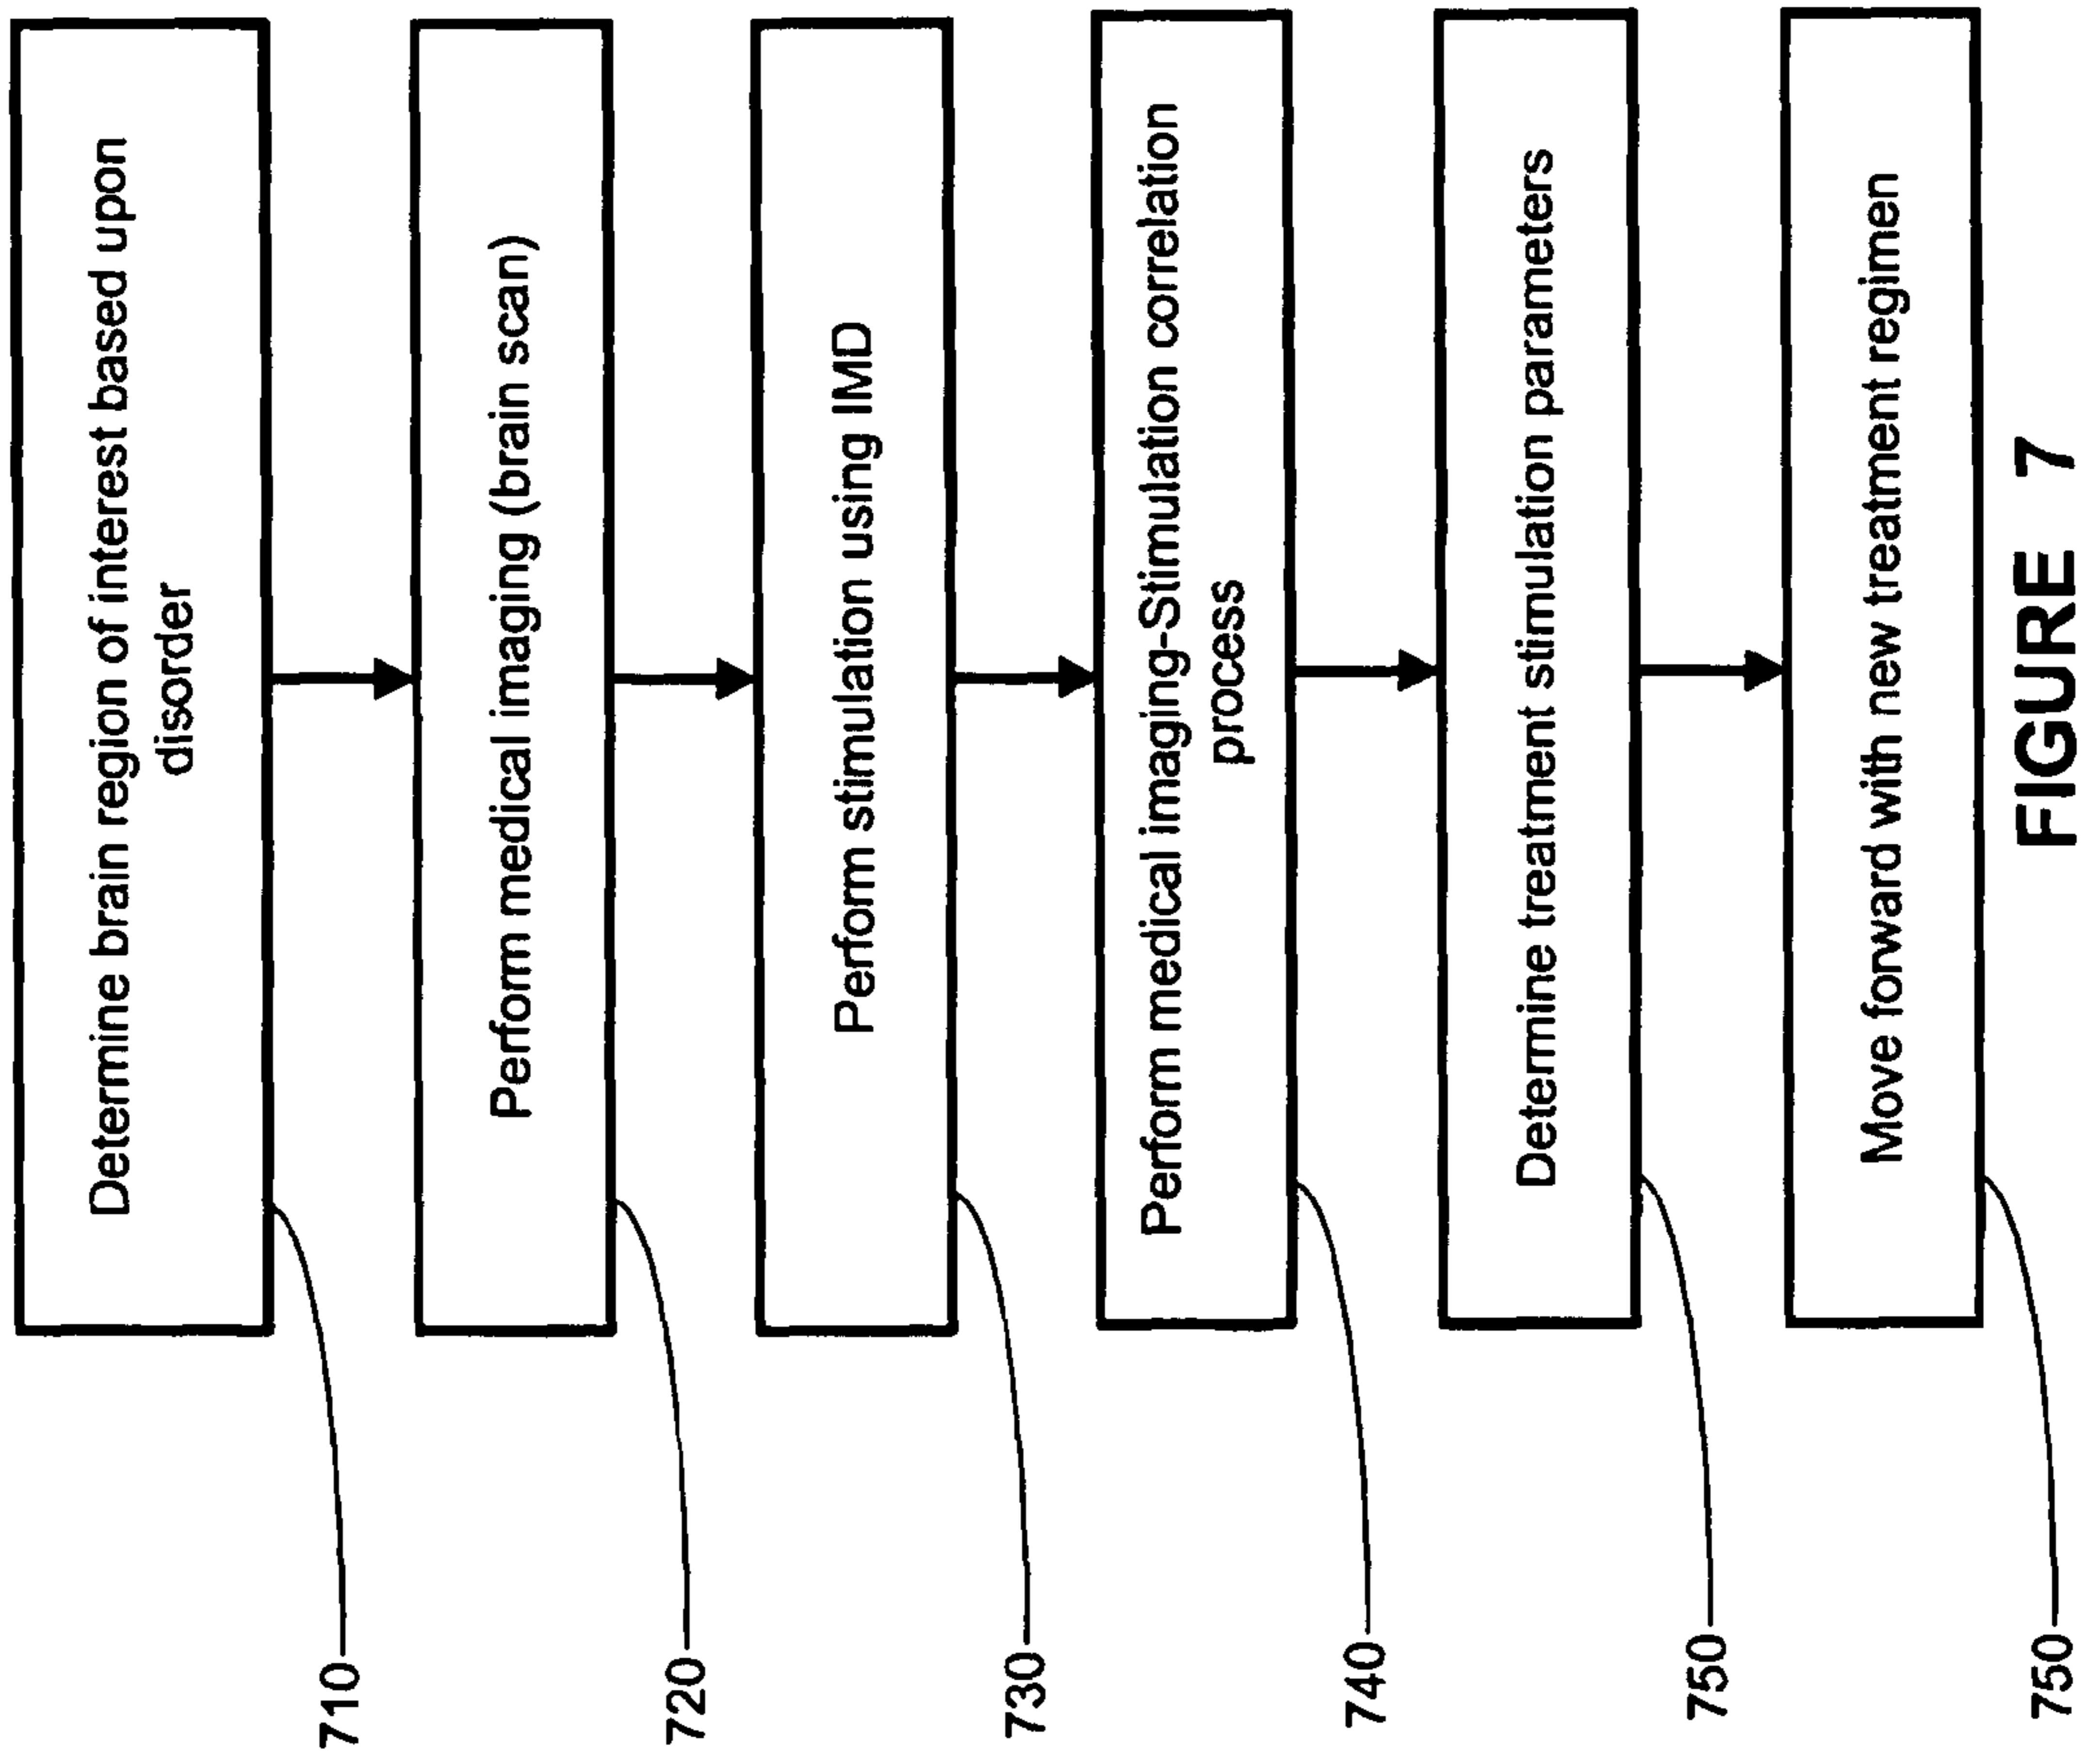 Determine brain region of interest based upon
disorder
710
Perform medical imaging (brain scan)
720
Perform stimulation using IMD
730
Perform medical imaging-Stimulation correlation
process
740
Determine treatment stimulation parameters
750
Move forward with new treatment regimen
750
FIGURE 7